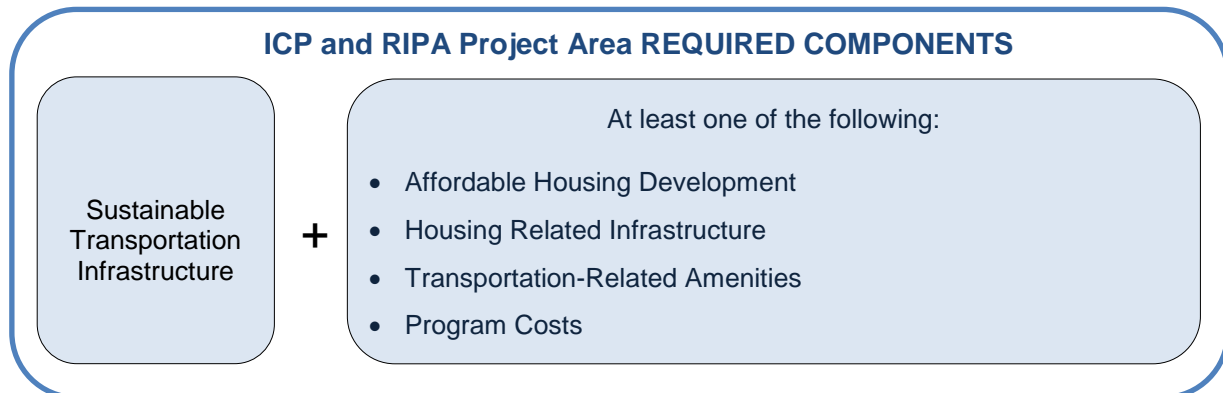 ICP and RIPA Project Area REQUIRED COMPONENTS
Sustainable
Transportation
Infrastructure
+
At least one of the following:
• Affordable Housing Development
• Housing Related Infrastructure
• Transportation-Related Amenities
• Program Costs